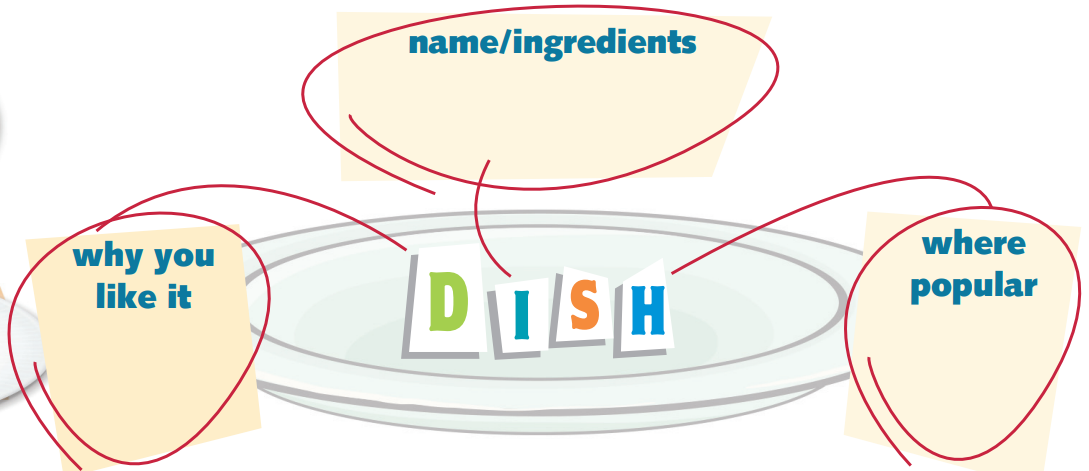 name/ingredients
why you
like it
where
popular
DISH